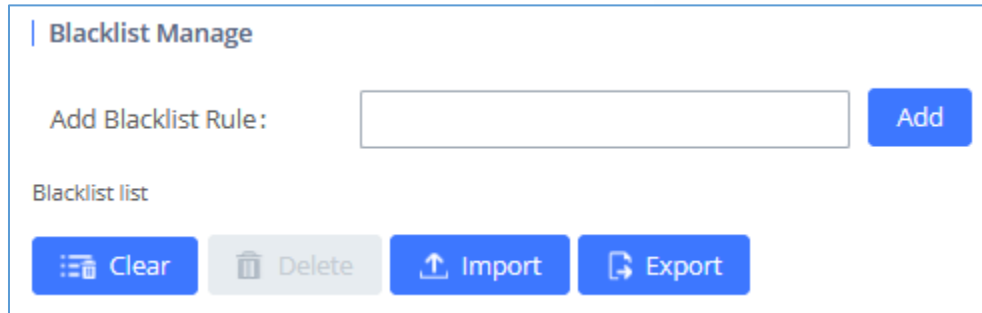 Blacklist Manage
Add Blacklist Rule: Add
Blacklist list
Clear Delete Import Export